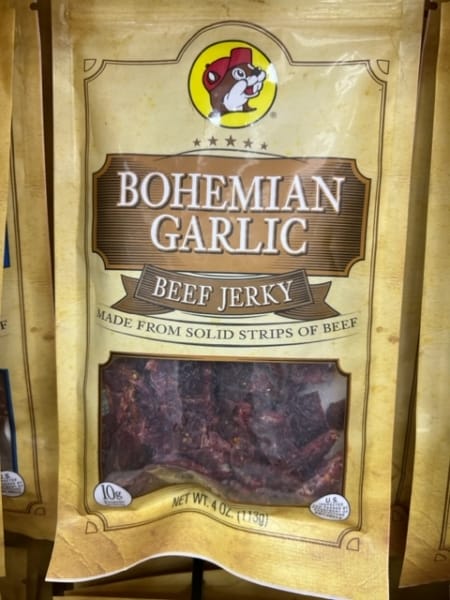 BOHEMIAN
GARLIC
BEEF JERKY
MADE FROM SOLID STRIPS OF BEEF
10g
NET WT. 4 OZ. (113g)
U.S.